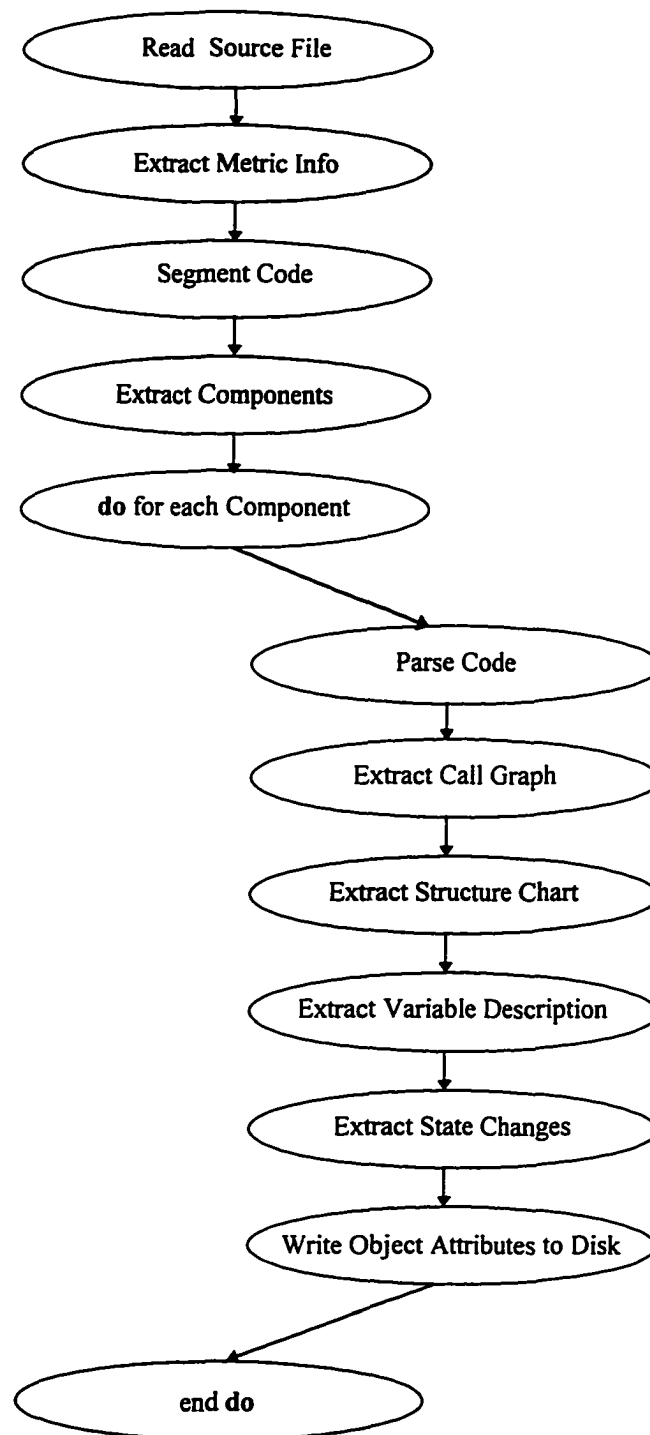 Read Source File
Extract Metric Info
Segment Code
Extract Components
do for each Component
Parse Code
Extract Call Graph
Extract Structure Chart
Extract Variable Description
Extract State Changes
Write Object Attributes to Disk
end do